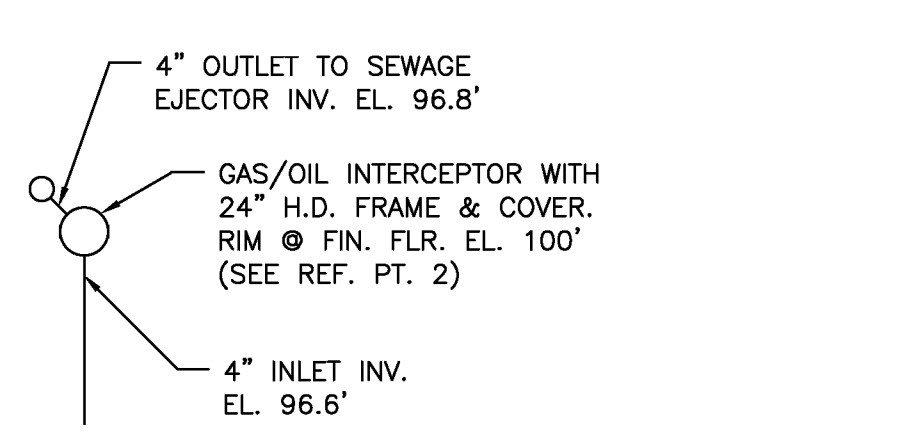 4" OUTLET TO SEWAGE
EJECTOR INV. EL. 96.8'
GAS/OIL INTERCEPTOR WITH
24" H.D. FRAME & COVER.
RIM @ FIN. FLR. EL. 100'
(SEE REF. PT. 2)
4" INLET INV.
EL. 96.6'